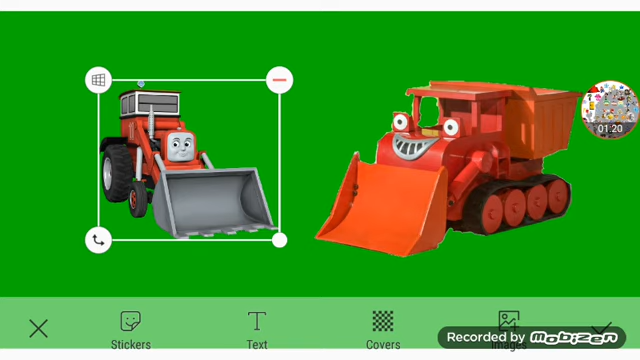 01:20
Stickers
Text
Covers
Images
Recorded by mobizen